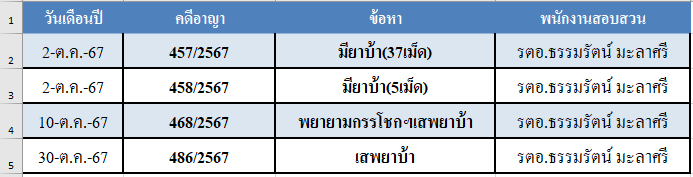 1 วันเดือนปี คดีอาญา ข้อหา พนักงานสอบสวน
2 2-ต.ค.-67 457/2567 มียาบ้า(37เม็ด) รตอ.ธรรมรัตน์ มะลาศรี
3 2-ต.ค.-67 458/2567 มียาบ้า(5เม็ด) รตอ.ธรรมรัตน์ มะลาศรี
4 10-ต.ค.-67 468/2567 พยายามกรรโชกฯเสพยาบ้า รตอ.ธรรมรัตน์ มะลาศรี
5 30-ต.ค.-67 486/2567 เสพยาบ้า รตอ.ธรรมรัตน์ มะลาศรี